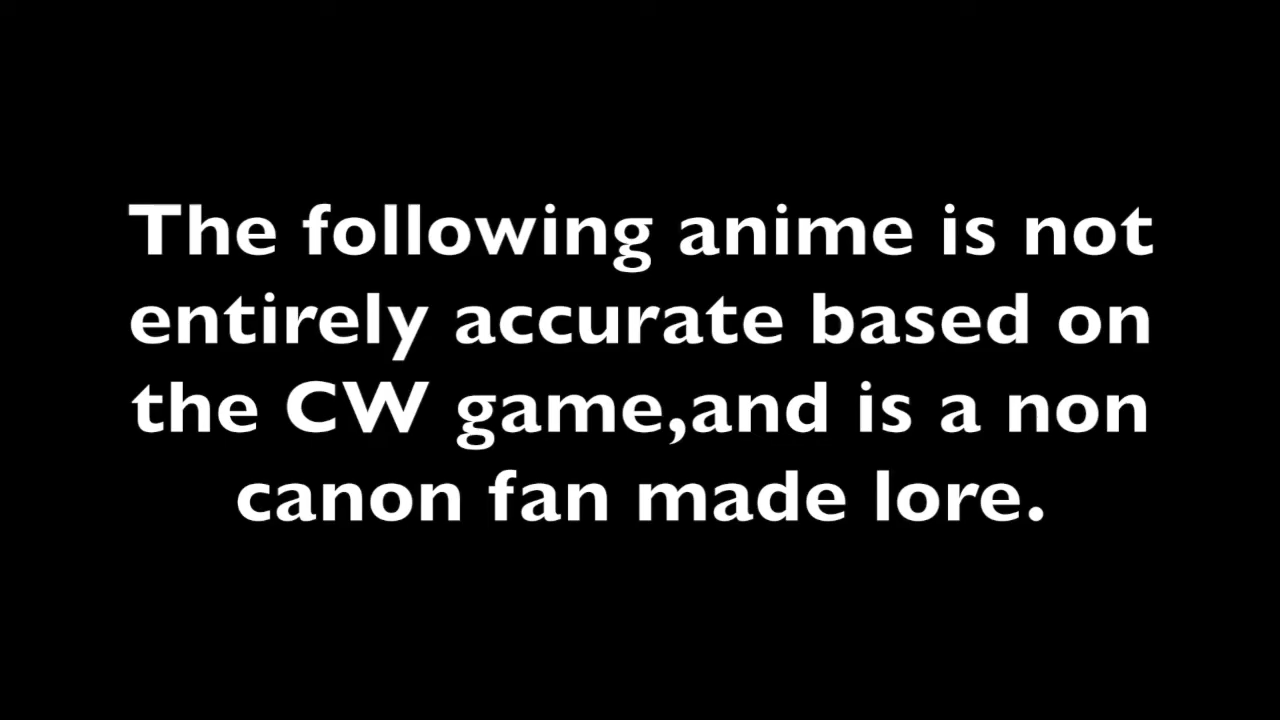 The following anime is not
entirely accurate based on
the CW game,and is a non
canon fan made lore.